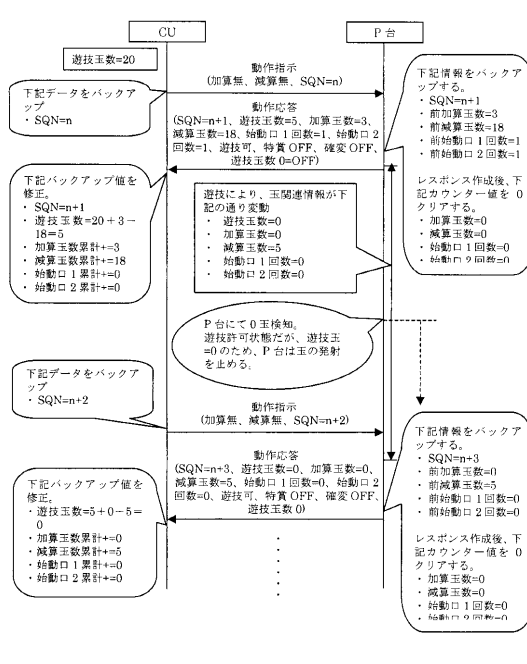 CU
P 台
遊技玉数=20
動作指示
(加算無、減算無、SQN=n)
下記データをバックア
ップ
・ SQN=n
動作応答
(SQN=n+1、遊技玉数=5、加算玉数=3、
減算玉数=18、始動口 1 回数=1、始動口 2
回数=1、遊技可、特賞 OFF、確変 OFF、
遊技玉数 0=OFF)
下記情報をバックア
ップする。
・ SQN=n+1
・ 前加算玉数=3
・ 前減算玉数=18
・ 前始動口 1 回数=1
・ 前始動口 2 回数=1
レスポンス作成後、下
記カウンター値を 0
クリアする。
・ 加算玉数=0
・ 減算玉数=0
・ 始動口 1 回数=0
・ 始動口 2 回数=0
下記バックアップ値を
修正。
・ SQN=n+1
・ 遊技玉数=20+3-
18=5
・ 加算玉数累計+=3
・ 減算玉数累計+=18
・ 始動口 1 累計+=0
・ 始動口 2 累計+=0
遊技により、玉関連情報が下
記の通り変動
・ 遊技玉数=0
・ 加算玉数=0
・ 減算玉数=5
・ 始動口 1 回数=0
・ 始動口 2 回数=0
P 台にて 0 玉検知。
遊技許可状態だが、遊技玉
=0 のため、P 台は玉の発射
を止める。
下記データをバックア
ップ
・ SQN=n+2
動作指示
(加算無、減算無、SQN=n+2)
動作応答
(SQN=n+3、遊技玉数=0、加算玉数=0、
減算玉数=5、始動口 1 回数=0、始動口 2
回数=0、遊技可、特賞 OFF、確変 OFF、
遊技玉数 0)
下記情報をバックア
ップする。
・ SQN=n+3
・ 前加算玉数=0
・ 前減算玉数=5
・ 前始動口 1 回数=0
・ 前始動口 2 回数=0
レスポンス作成後、下
記カウンター値を 0
クリアする。
・ 加算玉数=0
・ 減算玉数=0
・ 始動口 1 回数=0
・ 始動口 2 回数=0
下記バックアップ値を
修正。
・遊技玉数=5+0-5=
0
・ 加算玉数累計+=0
・ 減算玉数累計+=5
・ 始動口 1 累計+=0
・ 始動口 2 累計+=0